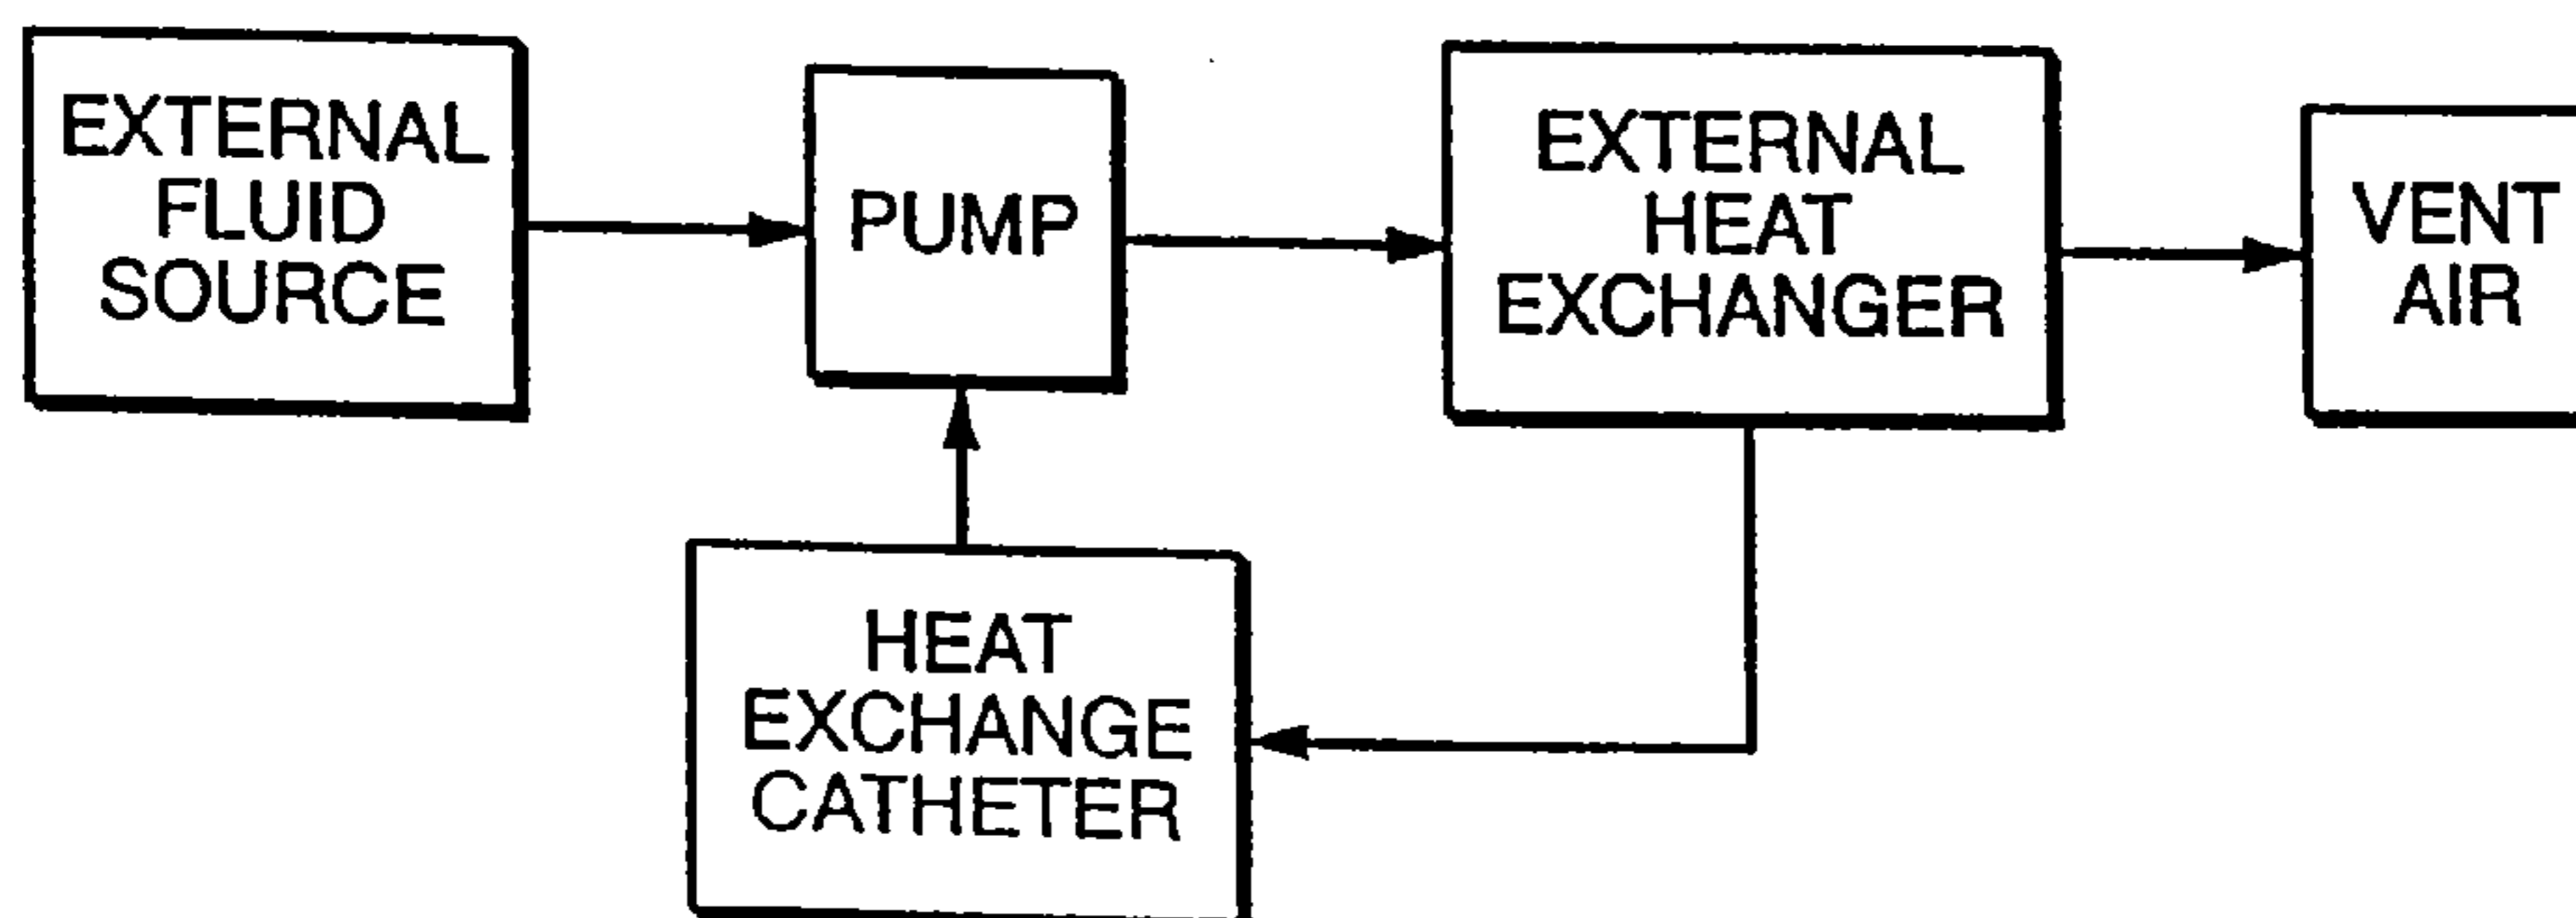 EXTERNAL
FLUID
SOURCE
PUMP
EXTERNAL
HEAT
EXCHANGER
VENT
AIR
HEAT
EXCHANGE
CATHETER